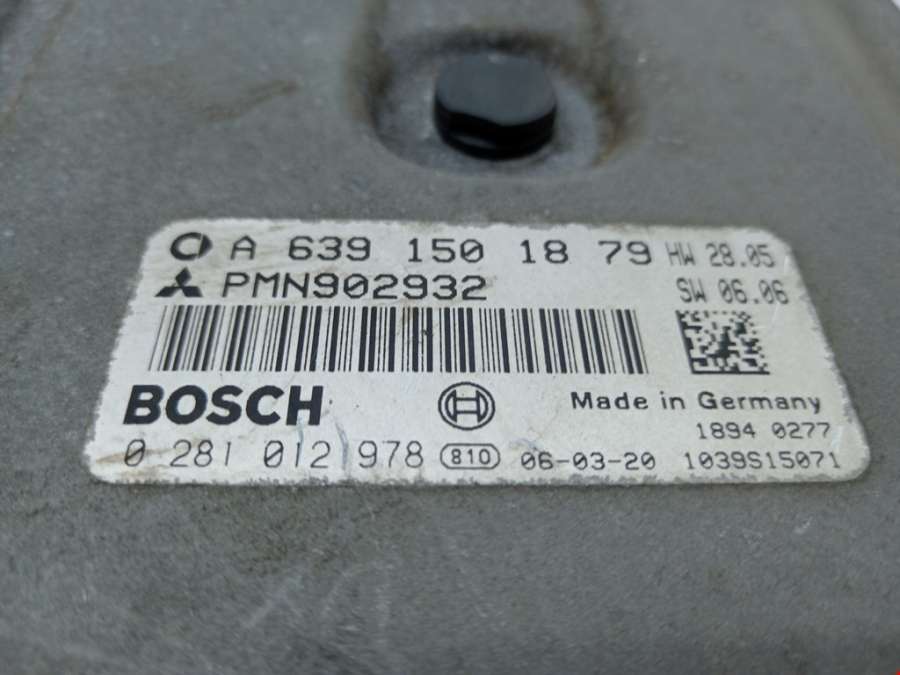 A 639 150 18 79 HW 28.05
PMN902932 SW 06.06
BOSCH Made in Germany
1894 0277
0 281 012 978 810 06-03-20 1039S15071